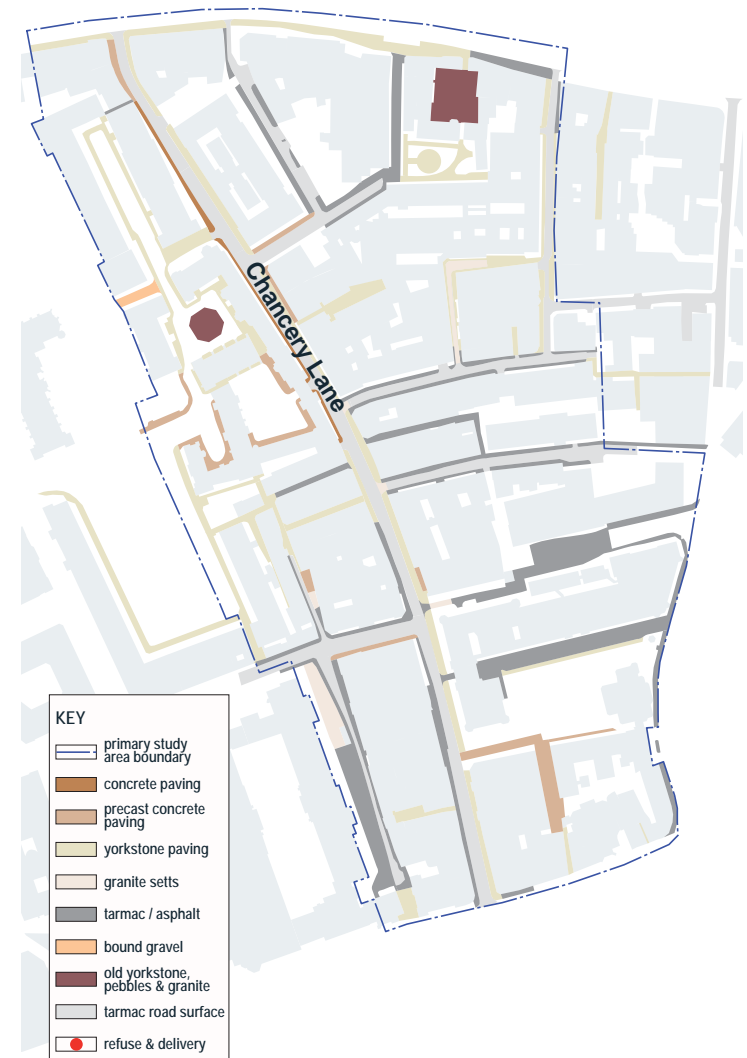 Chancery Lane
KEY
primary study
area boundary
concrete paving
precast concrete
paving
yorkstone paving
granite setts
tarmac / asphalt
bound gravel
old yorkstone,
pebbles & granite
tarmac road surface
refuse & delivery